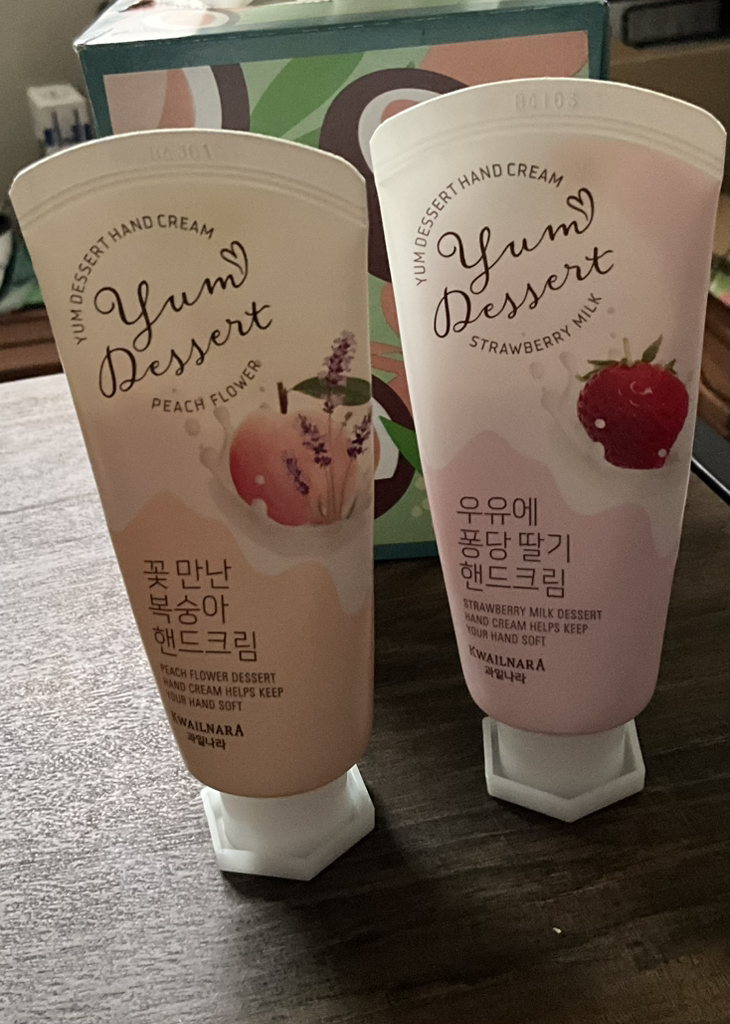 B4361
YUM DESSERT HAND CREAM
Yum
Dessert
PEACH FLOWER
꽃 만난
복숭아
핸드크림
PEACH FLOWER DESSERT
HAND CREAM HELPS KEEP
YOUR HAND SOFT
KWAILNARA
과일나라
B4103
YUM DESSERT HAND CREAM
Yum
Dessert
STRAWBERRY MILK
우유에
퐁당 딸기
핸드크림
STRAWBERRY MILK DESSERT
HAND CREAM HELPS KEEP
YOUR HAND SOFT
KWAILNARA
과일나라